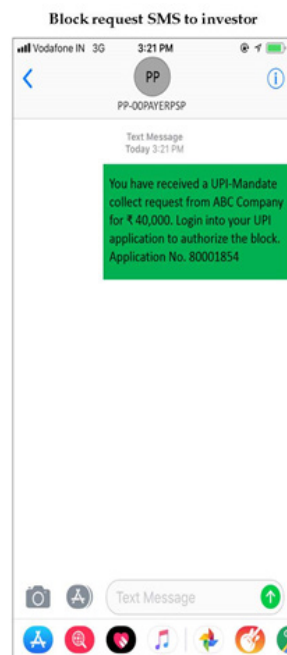 Block request SMS to investor
Vodafone IN 3G 3:21 PM
PP
PP-OOPAYERPSP
Text Message
Today 3:21 PM
You have received a UPI-Mandate
collect request from ABC Company
for ₹ 40,000. Login into your UPI
application to authorize the block.
Application No. 80001854
Text Message